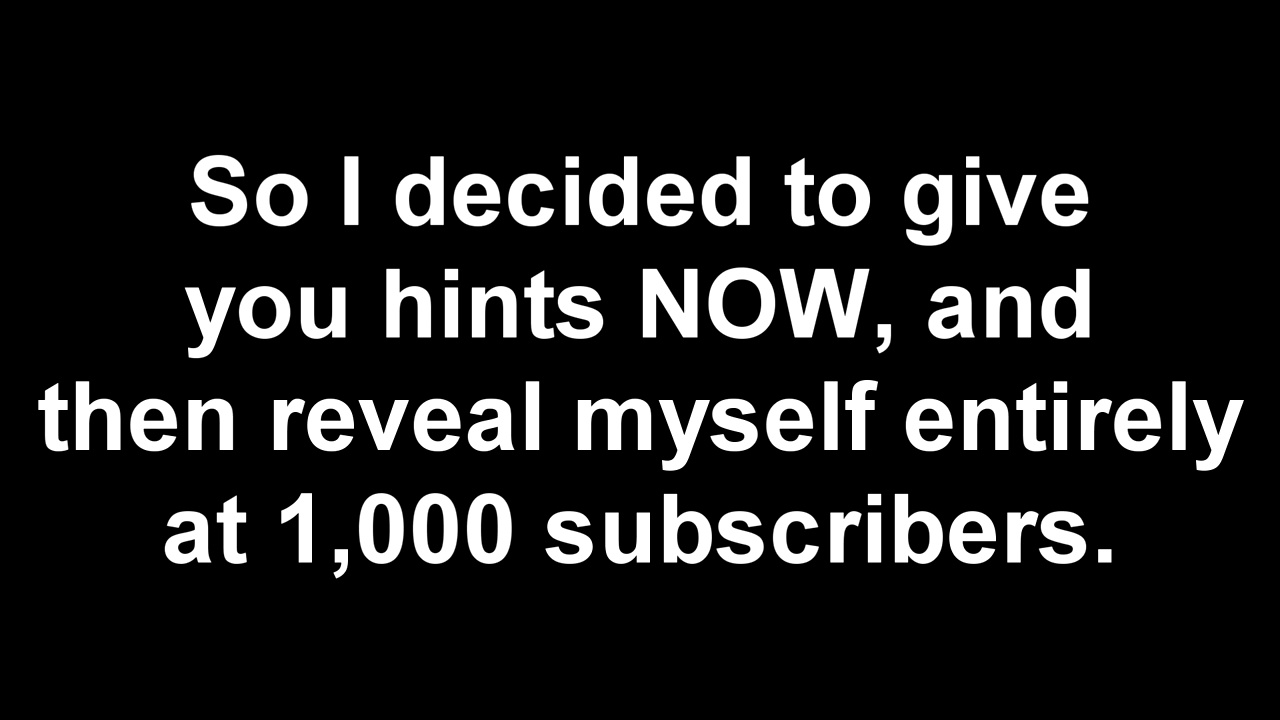 So I decided to give
you hints NOW, and
then reveal myself entirely
at 1,000 subscribers.